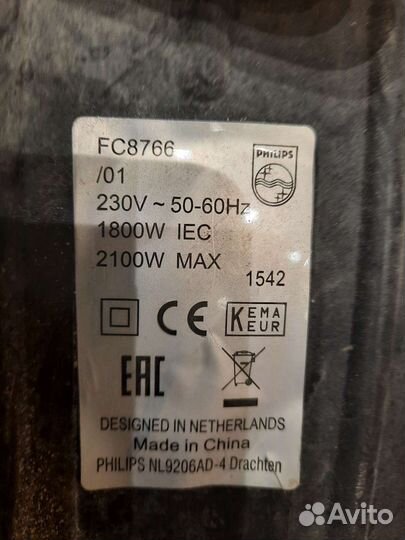 FC8766
/01
PHILIPS
230V ~ 50-60Hz
1800W IEC
2100W MAX
1542
CE
KEMA
EUR
EAC
DESIGNED IN NETHERLANDS
Made in China
PHILIPS NL9206AD-4 Drachten
Avito